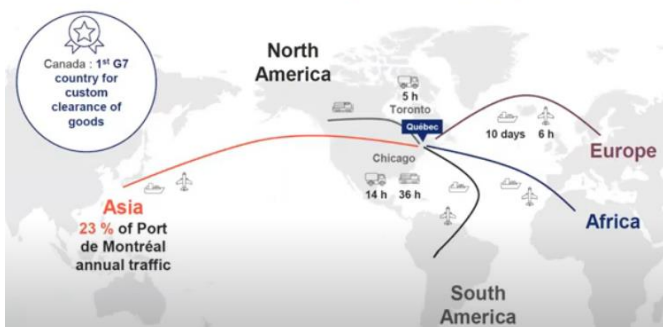 Canada : 1st G7
country for
custom
clearance of
goods
North
America
5 h
Toronto
Québec
Chicago
14 h 36 h
10 days 6 h
Europe
Asia
23 % of Port
de Montréal
annual traffic
Africa
South
America